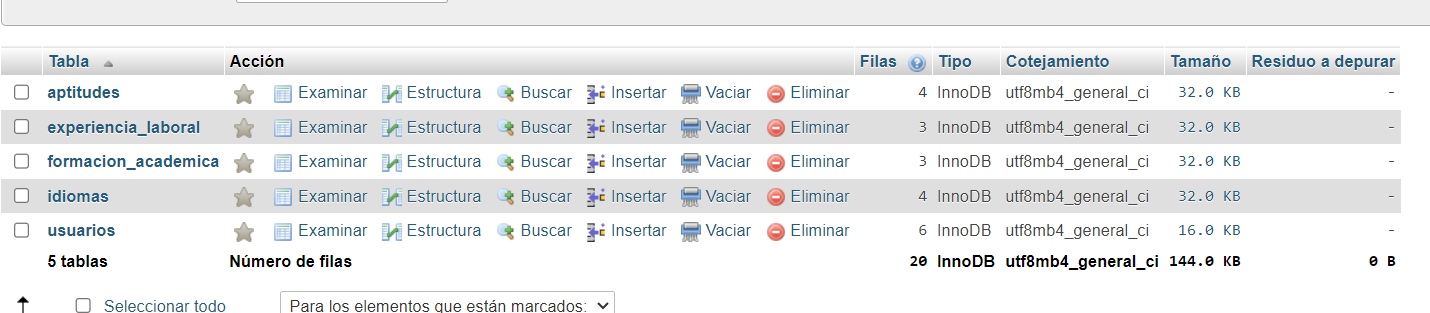 Tabla Acción Filas Tipo Cotejamiento Tamaño Residuo a depurar
aptitudes Examinar Estructura Buscar Insertar Vaciar Eliminar 4 InnoDB utf8mb4_general_ci 32.0 KB -
experiencia_laboral Examinar Estructura Buscar Insertar Vaciar Eliminar 3 InnoDB utf8mb4_general_ci 32.0 KB -
formacion_academica Examinar Estructura Buscar Insertar Vaciar Eliminar 3 InnoDB utf8mb4_general_ci 32.0 KB -
idiomas Examinar Estructura Buscar Insertar Vaciar Eliminar 4 InnoDB utf8mb4_general_ci 32.0 KB -
usuarios Examinar Estructura Buscar Insertar Vaciar Eliminar 6 InnoDB utf8mb4_general_ci 16.0 KB -
5 tablas Número de filas 20 InnoDB utf8mb4_general_ci 144.0 KB 0 B
Seleccionar todo Para los elementos que están marcados: